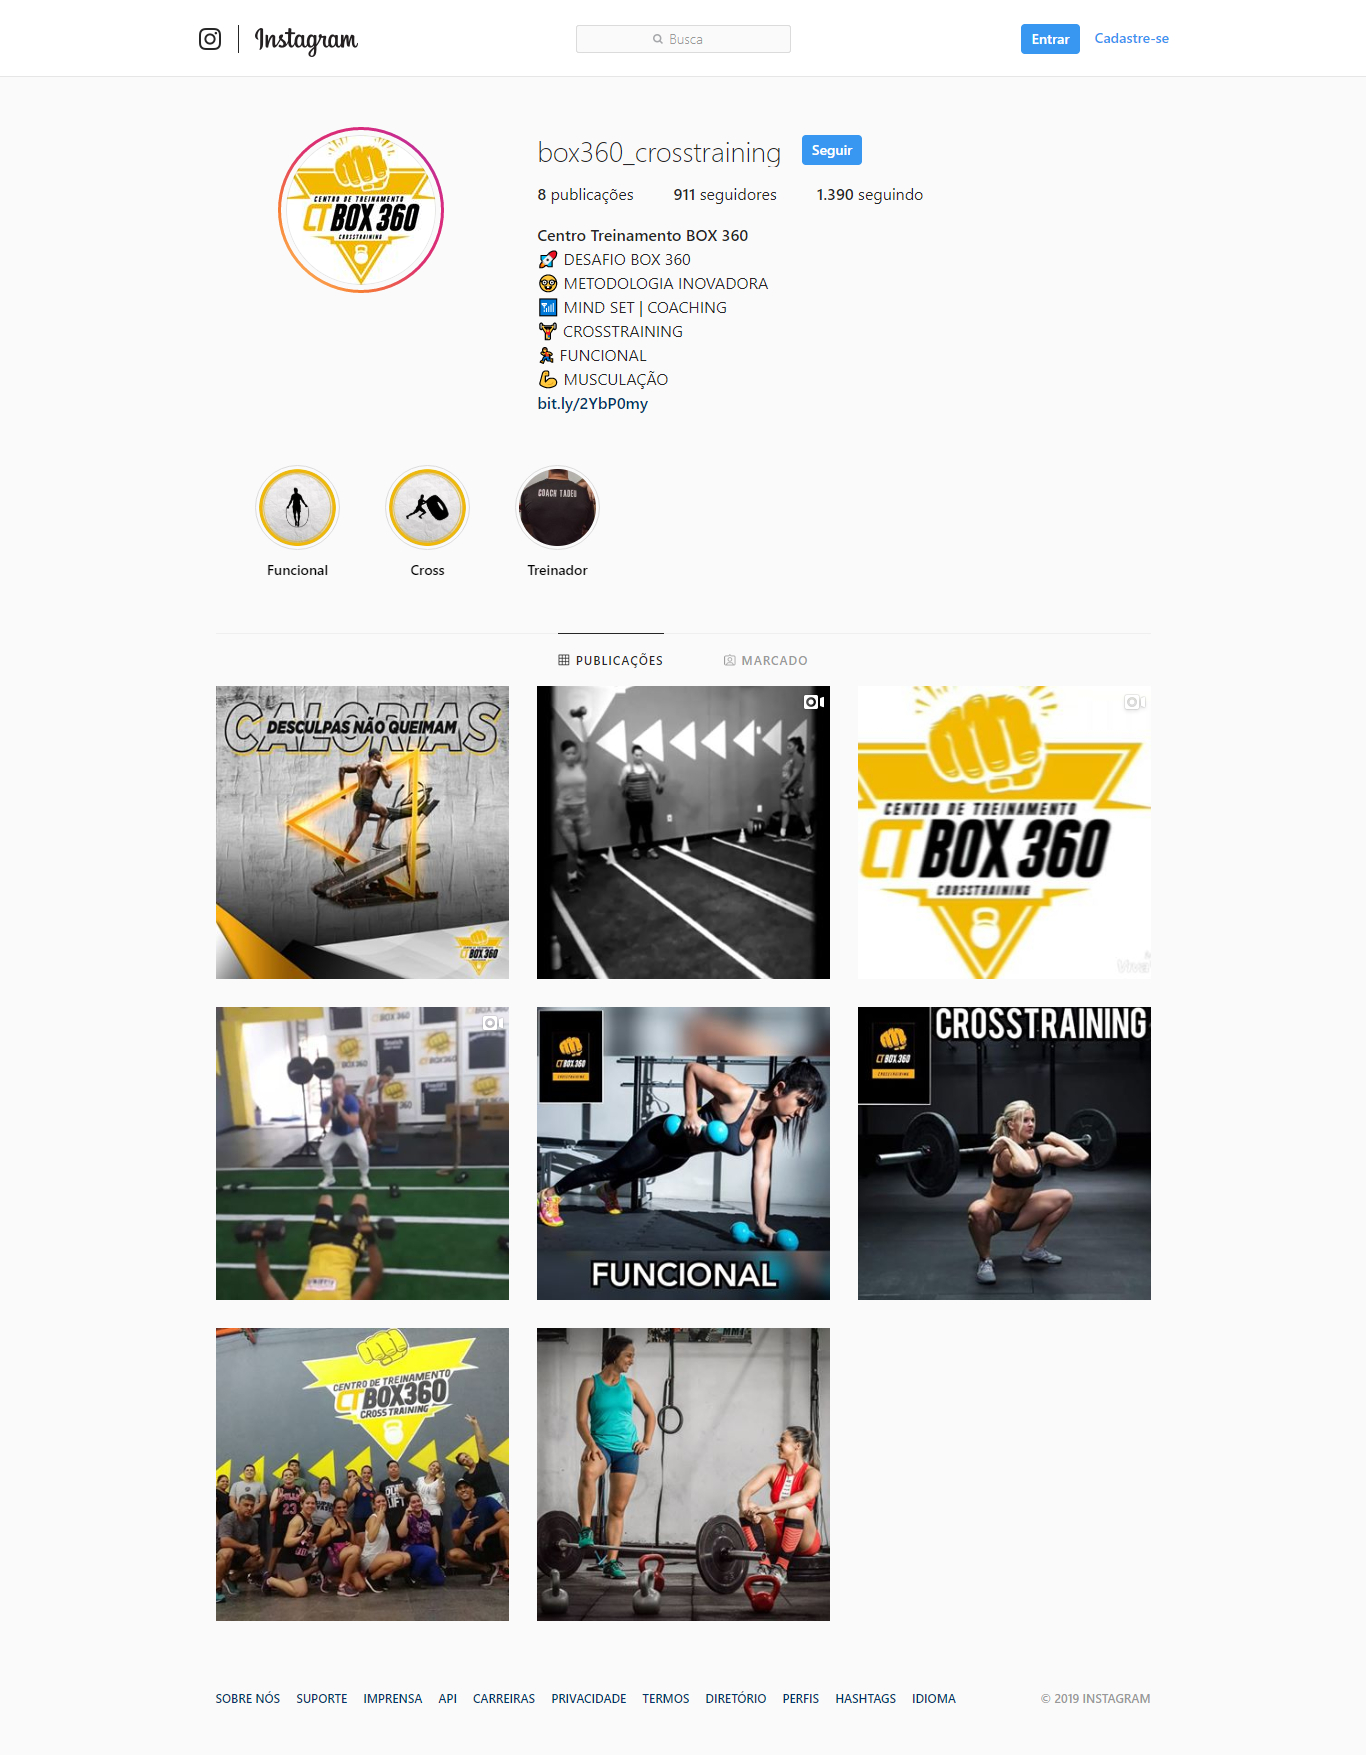 Instagram
Busca
Entrar
Cadastre-se
box360_crosstraining
Seguir
8 publicações 911 seguidores 1.390 seguindo
Centro Treinamento BOX 360
DESAFIO BOX 360
METODOLOGIA INOVADORA
MIND SET | COACHING
CROSSTRAINING
FUNCIONAL
MUSCULAÇÃO
bit.ly/2YbP0my
CENTRO DE TREINAMENTO
CT BOX 360
CROSSTRAINING
COACH TADEU
Funcional
Cross
Treinador
PUBLICAÇÕES
MARCADO
CALORIAS
DESCULPAS NÃO QUEIMAM
CT BOX 360
CENTRO DE TREINAMENTO
CT BOX 360
CROSSTRAINING
CT BOX 360
FUNCIONAL
CROSSTRAINING
CT BOX 360
CENTRO DE TREINAMENTO
CT BOX360
CROSS TRAINING
23
SOBRE NÓS SUPORTE IMPRENSA API CARREIRAS PRIVACIDADE TERMOS DIRETÓRIO PERFIS HASHTAGS IDIOMA
© 2019 INSTAGRAM